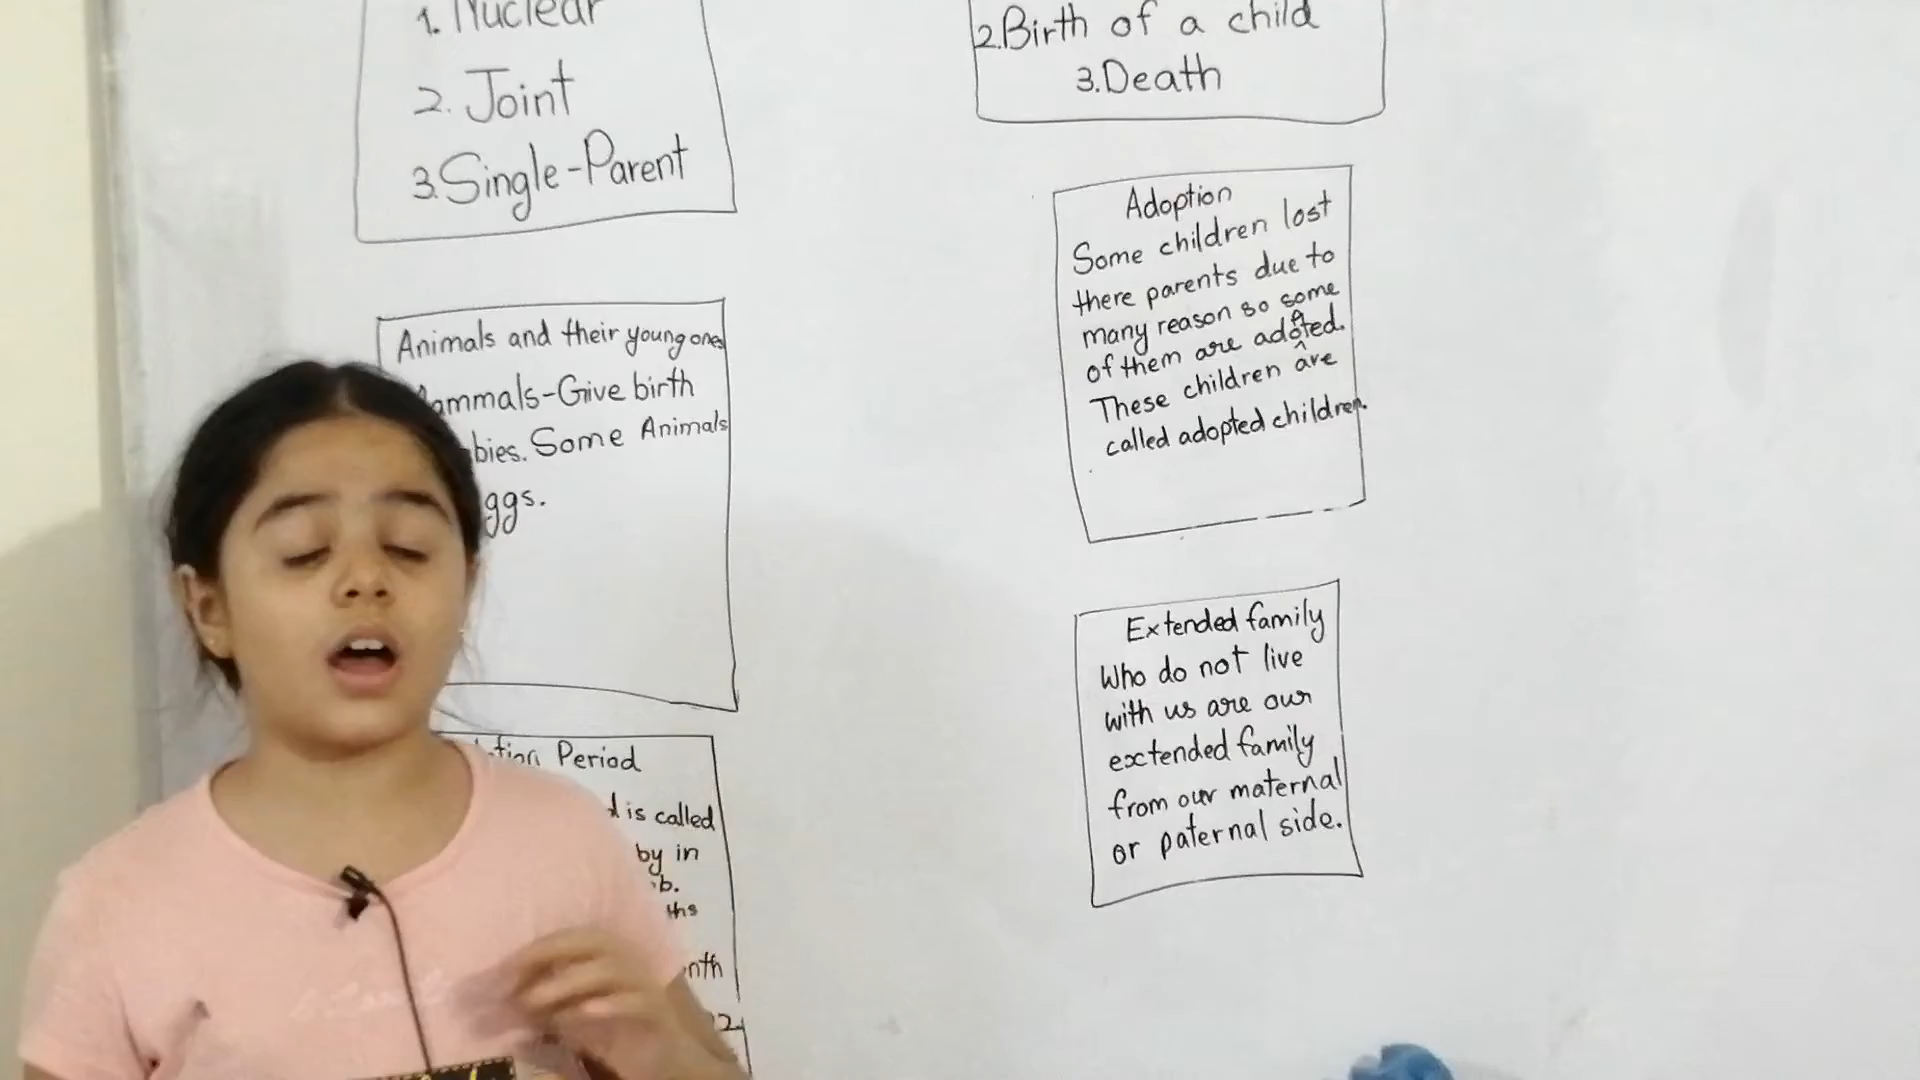 1. Nuclear
2. Joint
3. Single-Parent
Animals and their young ones
ammals-Give birth
bies. Some Animals
ggs.
Period
is called
by in
b.
ths
nth
2.Birth of a child
3.Death
Adoption
Some children lost
there parents due to
many reason so some
of them are adopted.
These children are
called adopted children.
Extended family
Who do not live
with us are our
extended family
from our maternal
or paternal side.